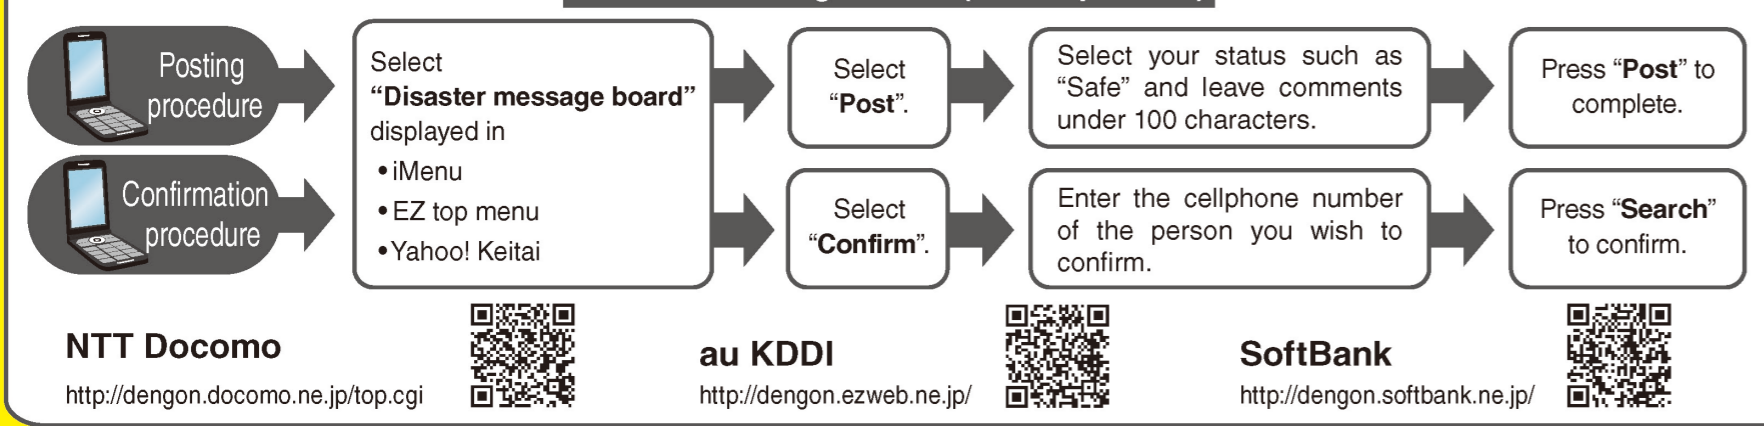 Posting
procedure
Select
“Disaster message board”
displayed in
•iMenu
•EZ top menu
•Yahoo! Keitai
Select
“Post”.
Select your status such as
“Safe” and leave comments
under 100 characters.
Press “Post” to
complete.
Confirmation
procedure
Select
“Confirm”.
Enter the cellphone number
of the person you wish to
confirm.
Press “Search”
to confirm.
NTT Docomo
http://dengon.docomo.ne.jp/top.cgi
au KDDI
http://dengon.ezweb.ne.jp/
SoftBank
http://dengon.softbank.ne.jp/